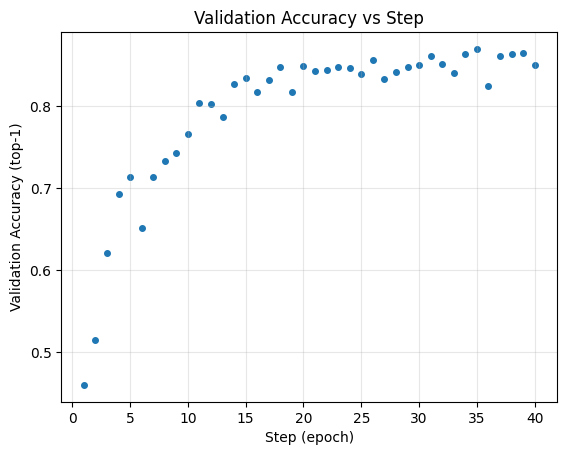 Validation Accuracy vs Step
Validation Accuracy (top-1)
0.8
0.7
0.6
0.5
0 5 10 15 20 25 30 35 40
Step (epoch)